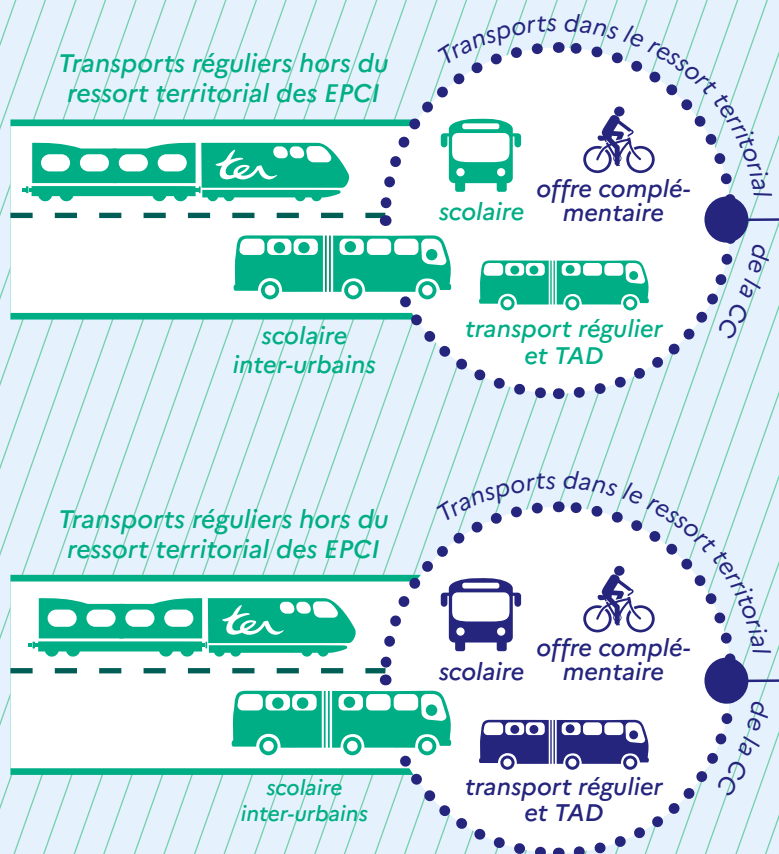 Transports réguliers hors du
ressort territorial des EPCI
Transports dans le ressort territorial
de la CC
ter
scolaire
offre complé-
mentaire
scolaire
inter-urbains
transport régulier
et TAD
Transports réguliers hors du
ressort territorial des EPCI
Transports dans le ressort territorial
de la CC
ter
scolaire
offre complé-
mentaire
scolaire
inter-urbains
transport régulier
et TAD